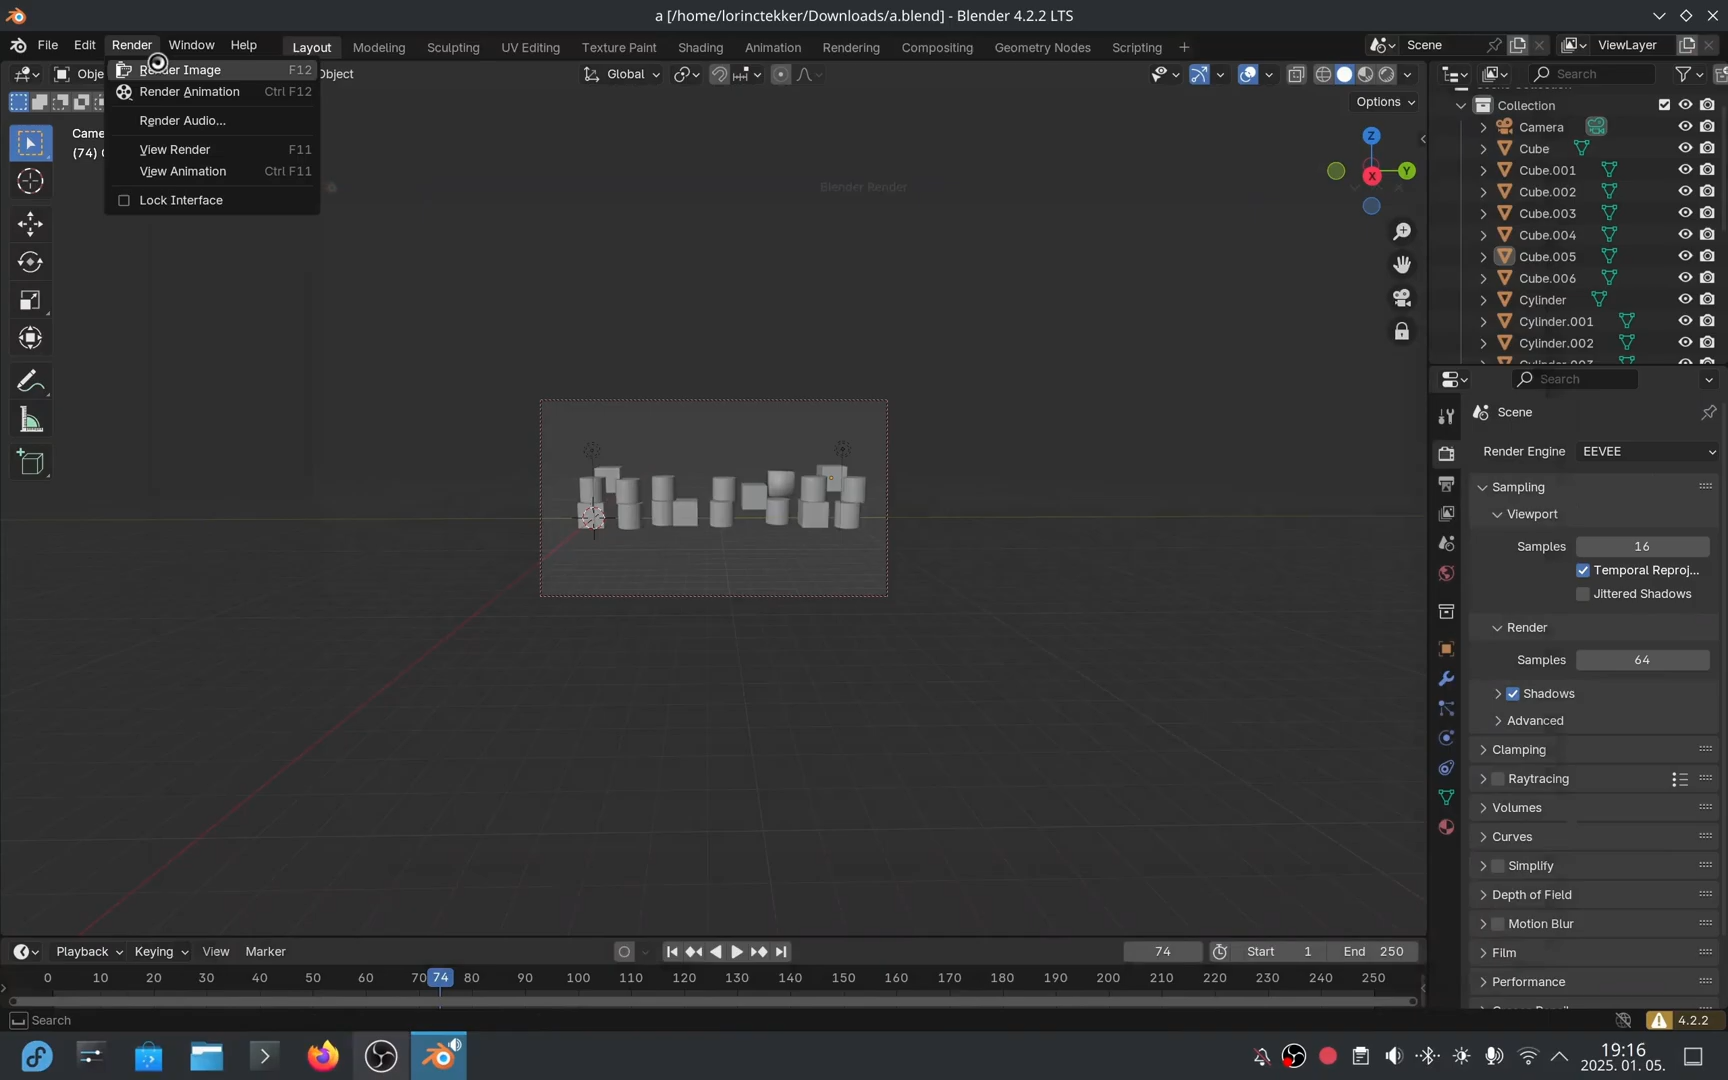 a [/home/lorinctekker/Downloads/a.blend] - Blender 4.2.2 LTS
File Edit Render Window Help Layout Modeling Sculpting UV Editing Texture Paint Shading Animation Rendering Compositing Geometry Nodes Scripting + Scene ViewLayer
Render Image F12
Render Animation Ctrl F12
Render Audio...
View Render F11
View Animation Ctrl F11
Lock Interface
Obje
Object
Global
Search
Options
Came
(74)
Z
Y
X
Blender Render
Collection
Camera
Cube
Cube.001
Cube.002
Cube.003
Cube.004
Cube.005
Cube.006
Cylinder
Cylinder.001
Cylinder.002
Search
Scene
Render Engine EEVEE
Sampling
Viewport
Samples 16
Temporal Reproj...
Jittered Shadows
Render
Samples 64
Shadows
Advanced
Clamping
Raytracing
Volumes
Curves
Simplify
Depth of Field
Motion Blur
Film
Performance
Playback Keying View Marker 74 Start 1 End 250
0 10 20 30 40 50 60 70 74 80 90 100 110 120 130 140 150 160 170 180 190 200 210 220 230 240 250
Search
4.2.2
19:16
2025. 01. 05.